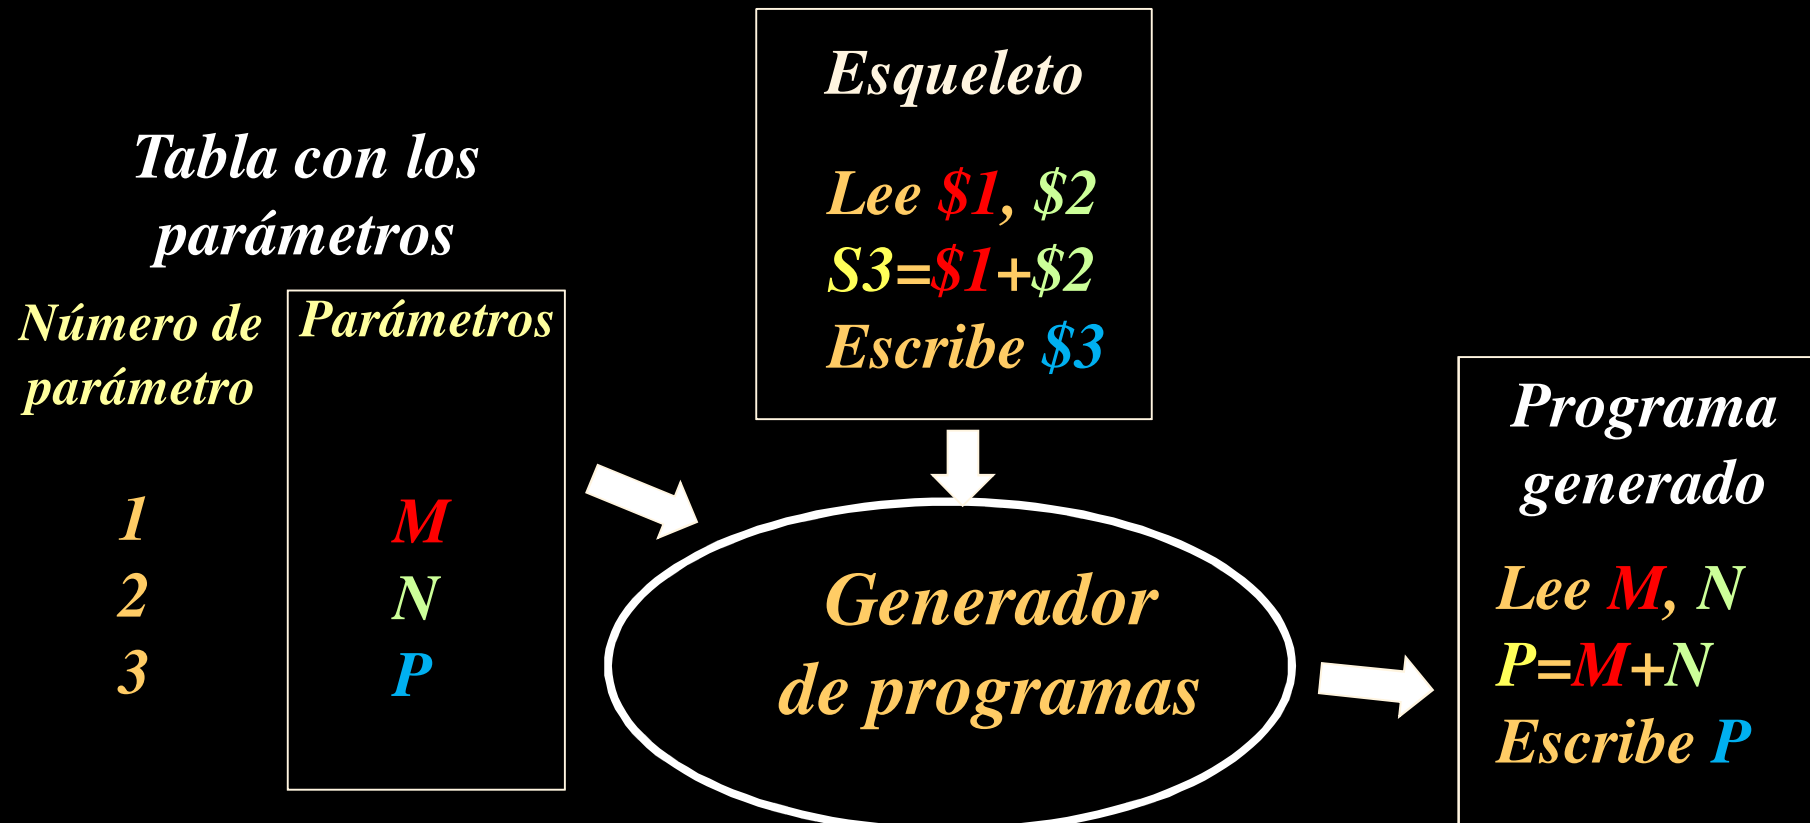 Tabla con los
parámetros
Número de
parámetro
Parámetros
1 M
2 N
3 P
Esqueleto
Lee $1, $2
S3=$1+$2
Escribe $3
Generador
de programas
Programa
generado
Lee M, N
P=M+N
Escribe P